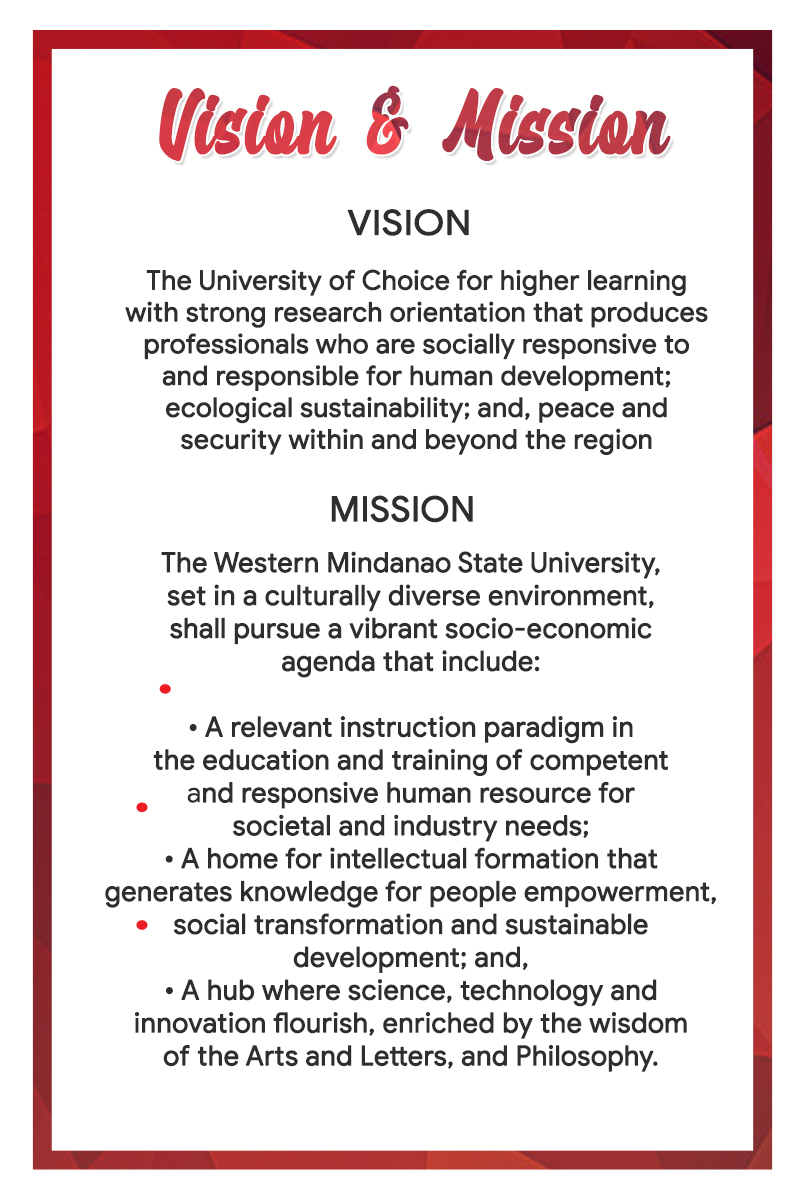 Vision & Mission
VISION
The University of Choice for higher learning
with strong research orientation that produces
professionals who are socially responsive to
and responsible for human development;
ecological sustainability; and, peace and
security within and beyond the region
MISSION
The Western Mindanao State University,
set in a culturally diverse environment,
shall pursue a vibrant socio-economic
agenda that include:
• A relevant instruction paradigm in
the education and training of competent
and responsive human resource for
societal and industry needs;
• A home for intellectual formation that
generates knowledge for people empowerment,
social transformation and sustainable
development; and,
• A hub where science, technology and
innovation flourish, enriched by the wisdom
of the Arts and Letters, and Philosophy.